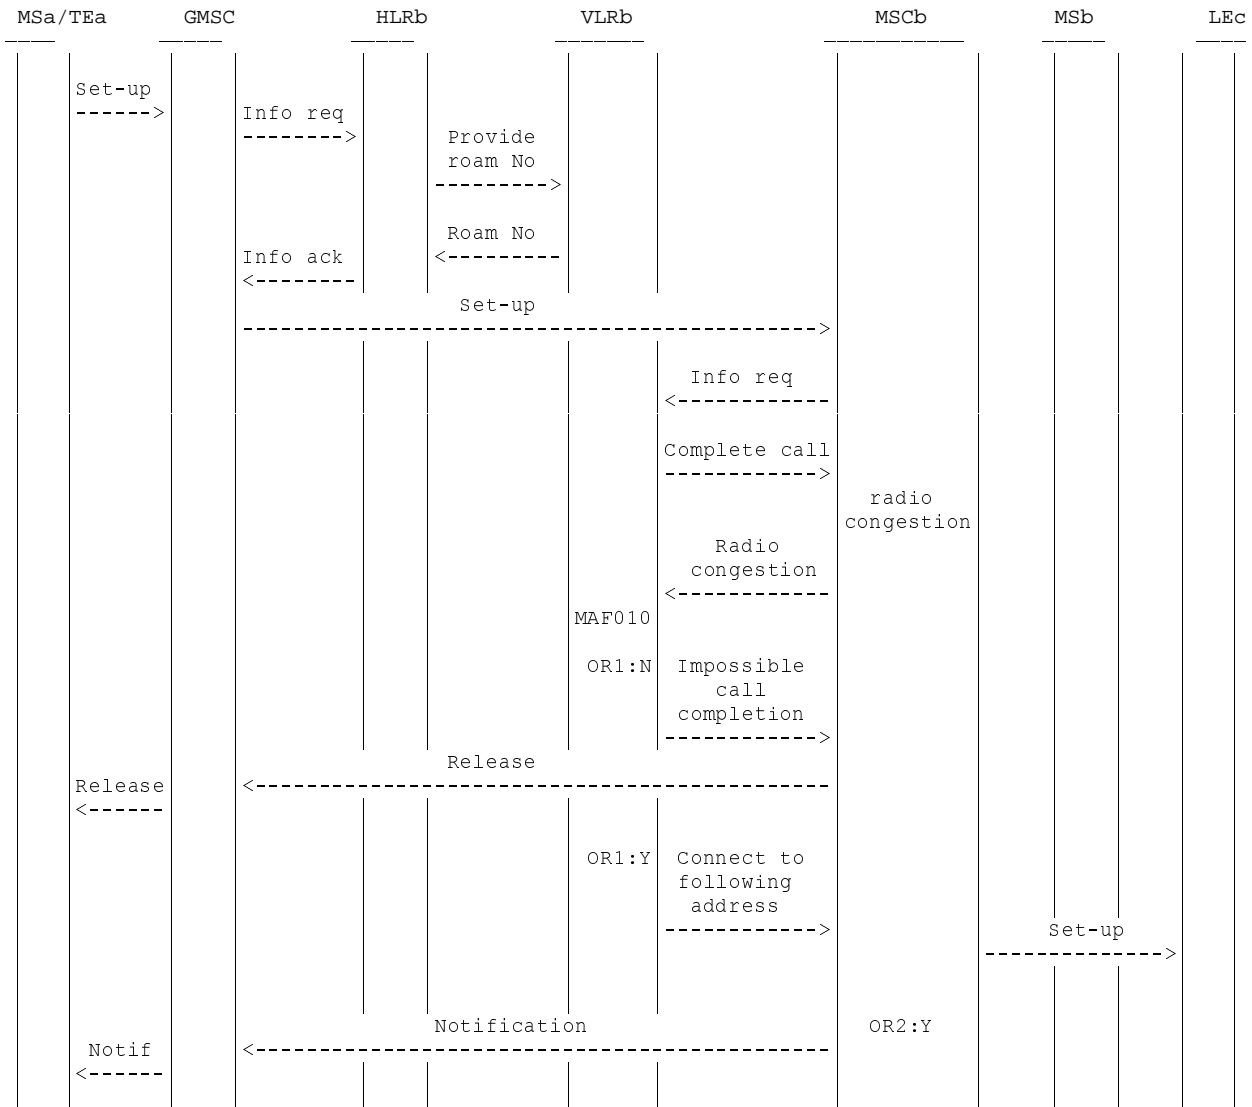 MSa/TEa GMSC HLRb VLRb MSCb MSb LEc
Set-up
Info req
Provide
roam No
Roam No
Info ack
Set-up
Info req
Complete call
radio
congestion
Radio
congestion
MAF010
OR1:N Impossible
call
completion
Release
Release
OR1:Y Connect to
following
address
Set-up
Notification OR2:Y
Notif